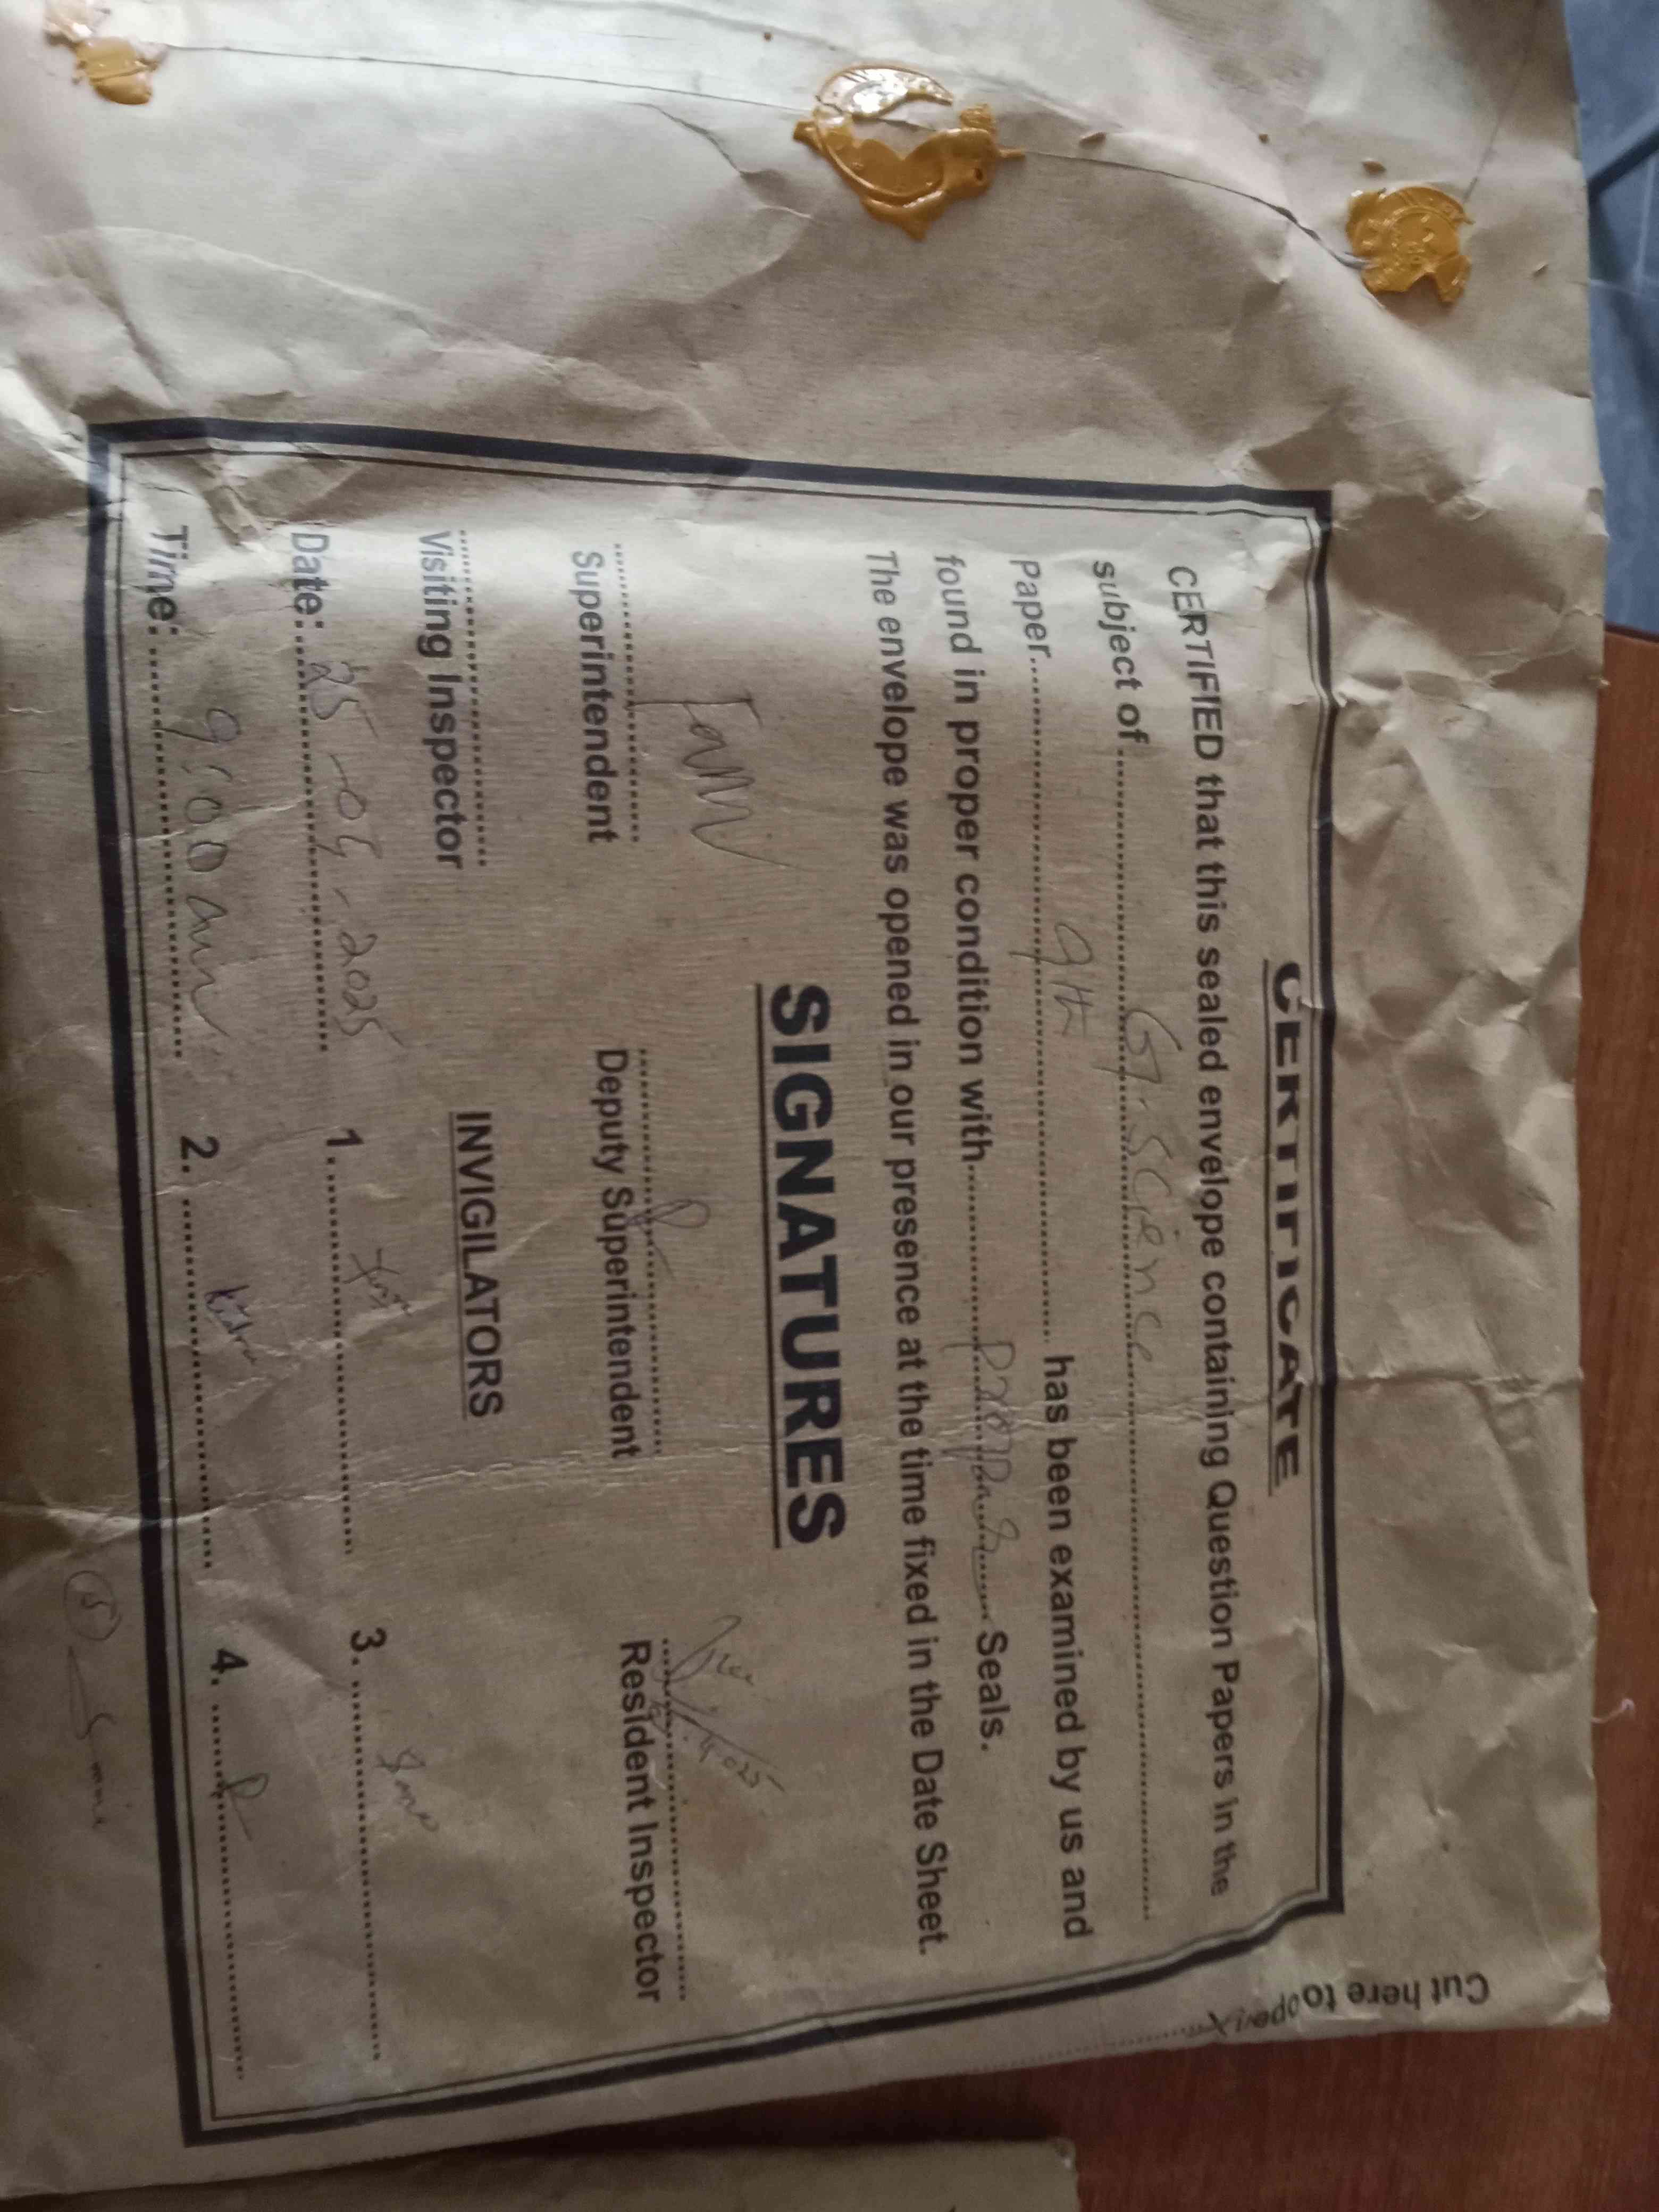 Cut here to open
CERTIFICATE
CERTIFIED that this sealed envelope containing Question Papers in the
subject of G. Science
Paper 9th has been examined by us and
found in proper condition with Seals.
The envelope was opened in our presence at the time fixed in the Date Sheet.
SIGNATURES
Superintendent Deputy Superintendent Resident Inspector
Visiting Inspector INVIGILATORS
Date: 25-04-2025 1. 3.
Time: 9:00 am 2. 4.
5